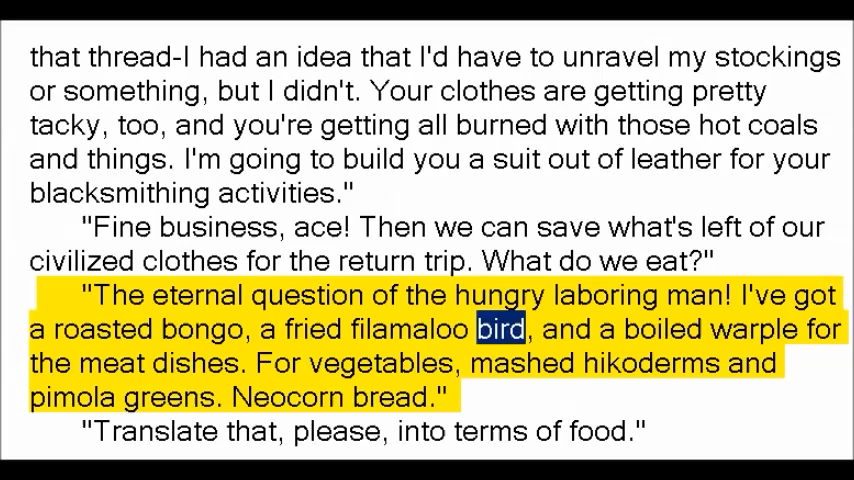 that thread-I had an idea that I'd have to unravel my stockings
or something, but I didn't. Your clothes are getting pretty
tacky, too, and you're getting all burned with those hot coals
and things. I'm going to build you a suit out of leather for your
blacksmithing activities."
"Fine business, ace! Then we can save what's left of our
civilized clothes for the return trip. What do we eat?"
"The eternal question of the hungry laboring man! I've got
a roasted bongo, a fried filamaloo bird, and a boiled warple for
the meat dishes. For vegetables, mashed hikoderms and
pimola greens. Neocorn bread."
"Translate that, please, into terms of food."